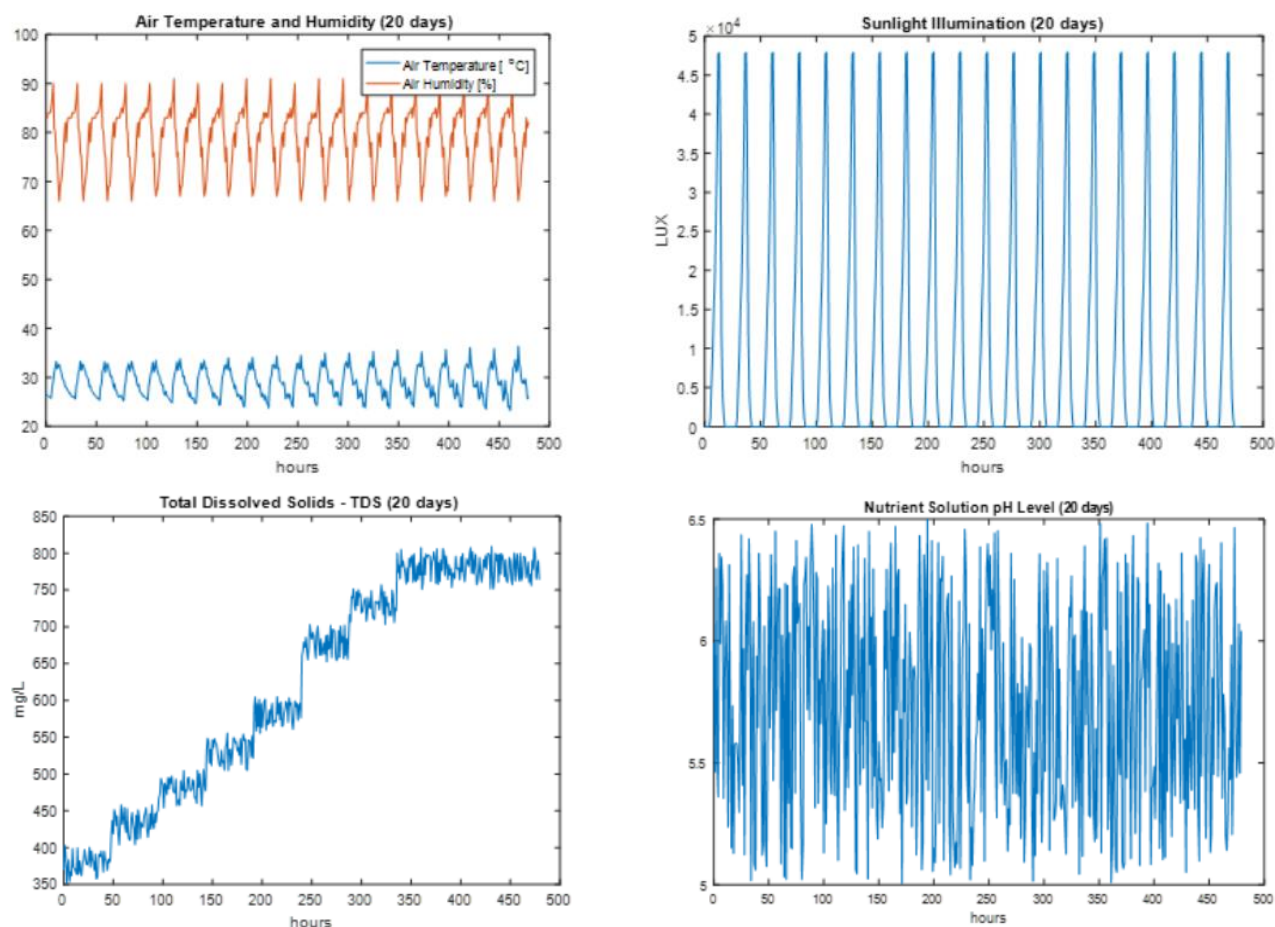 Air Temperature and Humidity (20 days)
100
90
80
70
60
50
40
30
20
Air Temperature [ °C]
Air Humidity [%]
0 50 100 150 200 250 300 350 400 450 500
hours
Sunlight Illumination (20 days)
×10⁴
5
4.5
4
3.5
3
2.5
2
1.5
1
0.5
0
LUX
0 50 100 150 200 250 300 350 400 450 500
hours
Total Dissolved Solids - TDS (20 days)
850
800
750
700
650
600
550
500
450
400
350
mg/L
0 50 100 150 200 250 300 350 400 450 500
hours
Nutrient Solution pH Level (20 days)
6.5
6
5.5
5
0 50 100 150 200 250 300 350 400 450 500
hours